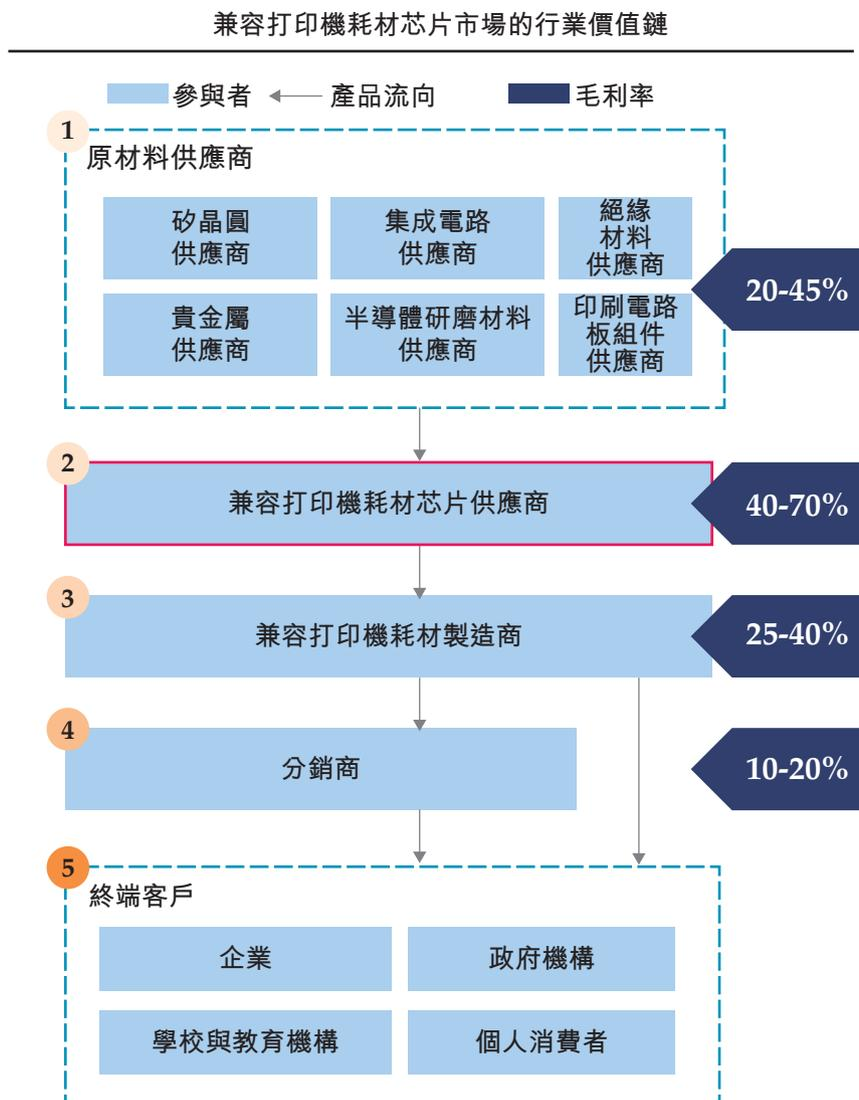 兼容打印機耗材芯片市場的行業價值鏈
參與者 產品流向 毛利率
1
原材料供應商
矽晶圓
供應商
集成電路
供應商
絕緣
材料
供應商
20-45%
貴金屬
供應商
半導體研磨材料
供應商
印刷電路
板組件
供應商
2
兼容打印機耗材芯片供應商
40-70%
3
兼容打印機耗材製造商
25-40%
4
分銷商
10-20%
5
終端客戶
企業
政府機構
學校與教育機構
個人消費者